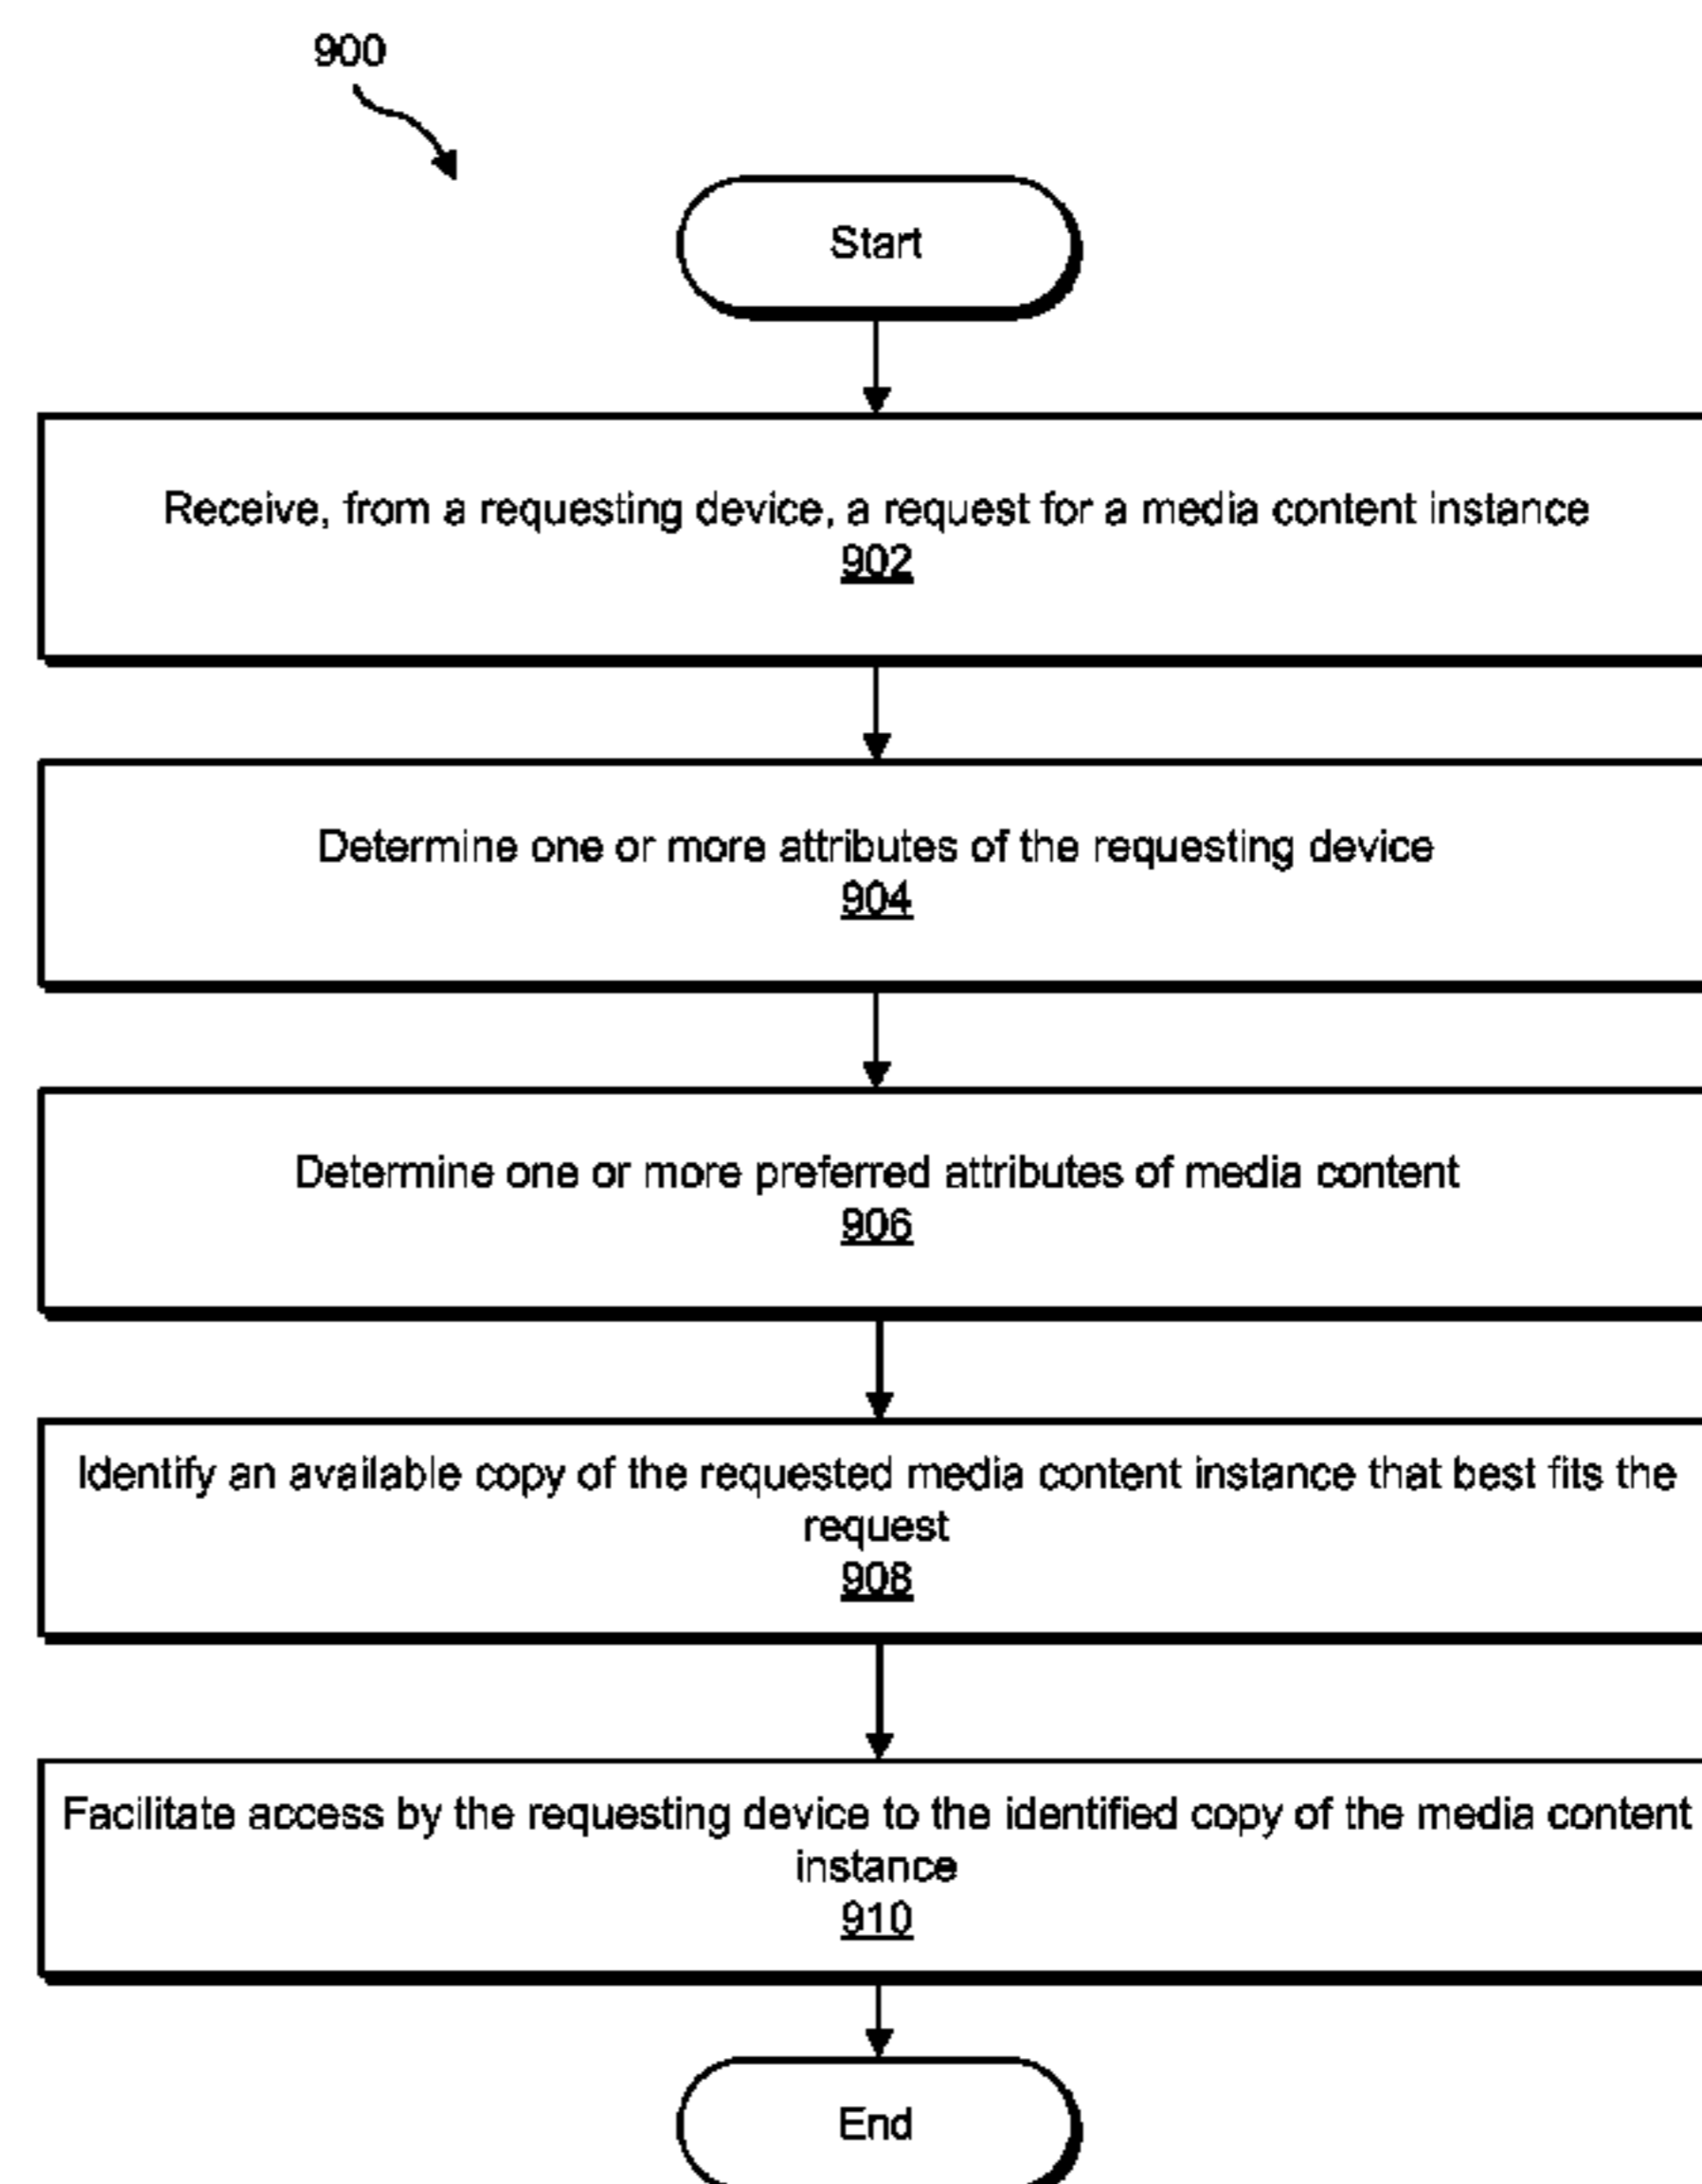 900
Start
Receive, from a requesting device, a request for a media content instance
902
Determine one or more attributes of the requesting device
904
Determine one or more preferred attributes of media content
906
Identify an available copy of the requested media content instance that best fits the
request
908
Facilitate access by the requesting device to the identified copy of the media content
instance
910
End